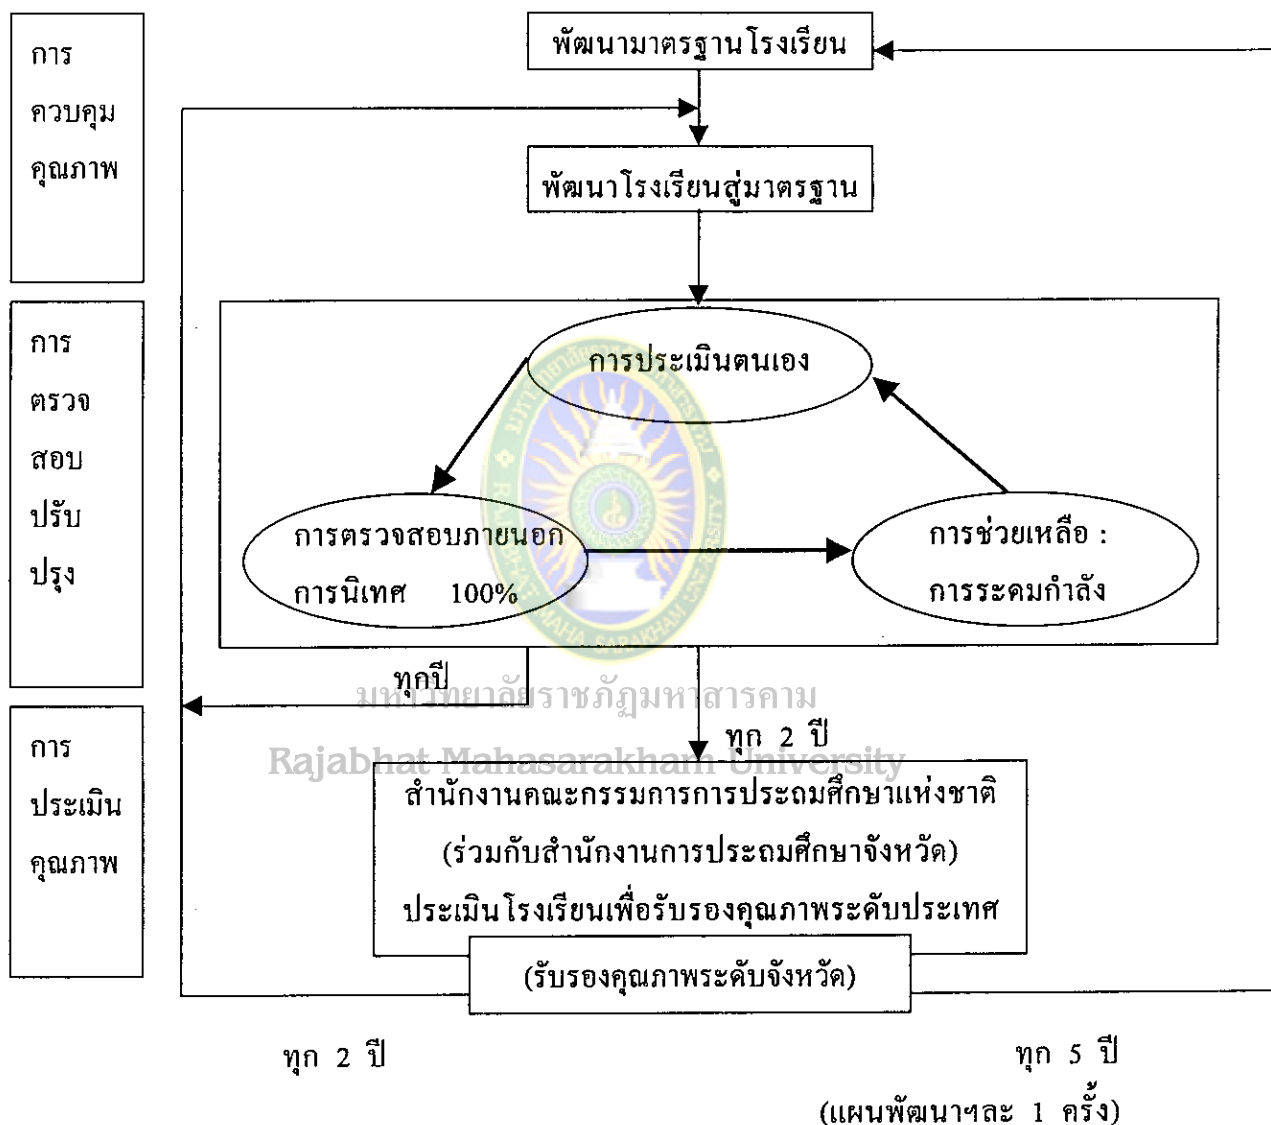 การ
ควบคุม
คุณภาพ
พัฒนามาตรฐานโรงเรียน
พัฒนาโรงเรียนสู่มาตรฐาน
การ
ตรวจ
สอบ
ปรับ
ปรุง
การประเมินตนเอง
การตรวจสอบภายนอก
การนิเทศ 100%
การช่วยเหลือ :
การระดมกำลัง
ทุกปี
มหาวิทยาลัยราชภัฏมหาสารคาม
ทุก 2 ปี
Rajabhat Mahasarakham University
การ
ประเมิน
คุณภาพ
สำนักงานคณะกรรมการการประถมศึกษาแห่งชาติ
(ร่วมกับสำนักงานการประถมศึกษาจังหวัด)
ประเมินโรงเรียนเพื่อรับรองคุณภาพระดับประเทศ
(รับรองคุณภาพระดับจังหวัด)
ทุก 2 ปี
ทุก 5 ปี
(แผนพัฒนาฯละ 1 ครั้ง)